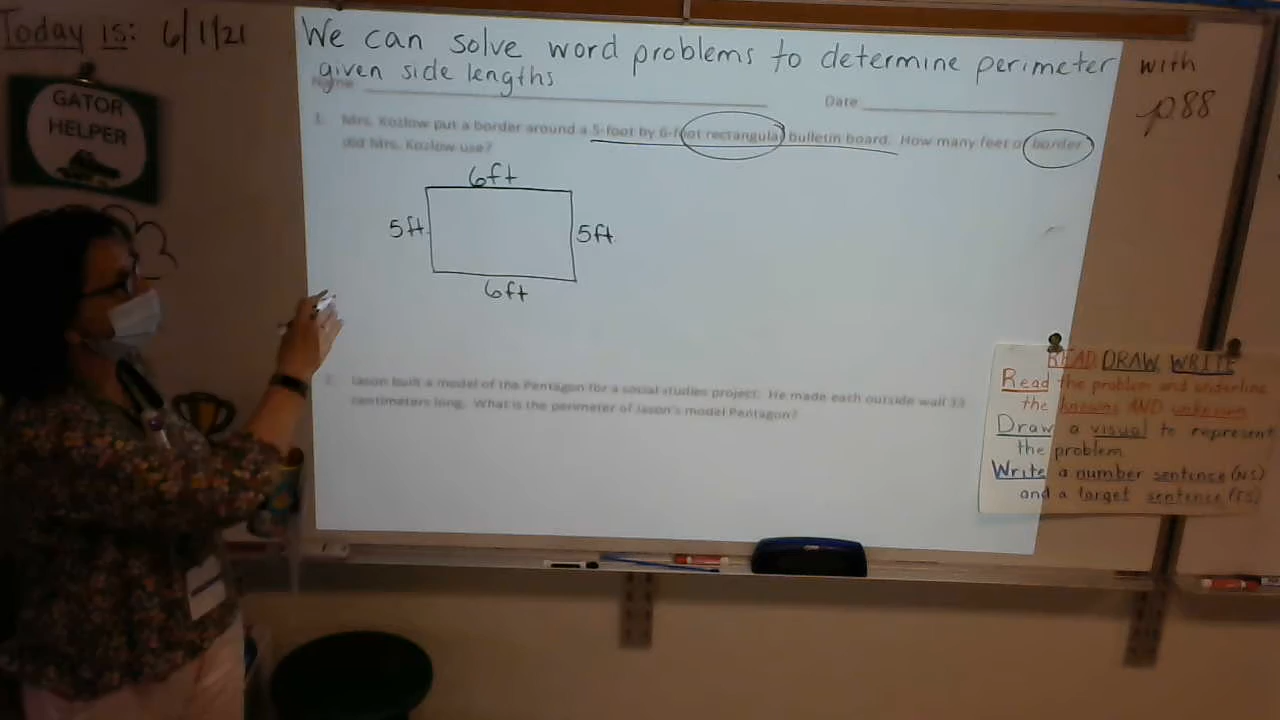 Today is: 6/1/21
We can solve word problems to determine perimeter with
given side lengths
p88
GATOR
HELPER
Name
Date
1. Mrs. Kozlow put a border around a 5-foot by 6-foot rectangular bulletin board. How many feet of border
did Mrs. Kozlow use?
6ft
5ft
5ft
6ft
2. Jason built a model of the Pentagon for a social studies project. He made each outside wall 33
centimeters long. What is the perimeter of Jason's model Pentagon?
READ DRAW WRITE
Read the problem and underline
the knowns AND unknown
Draw a visual to represent
the problem
Write a number sentence (NS)
and a target sentence (TS)